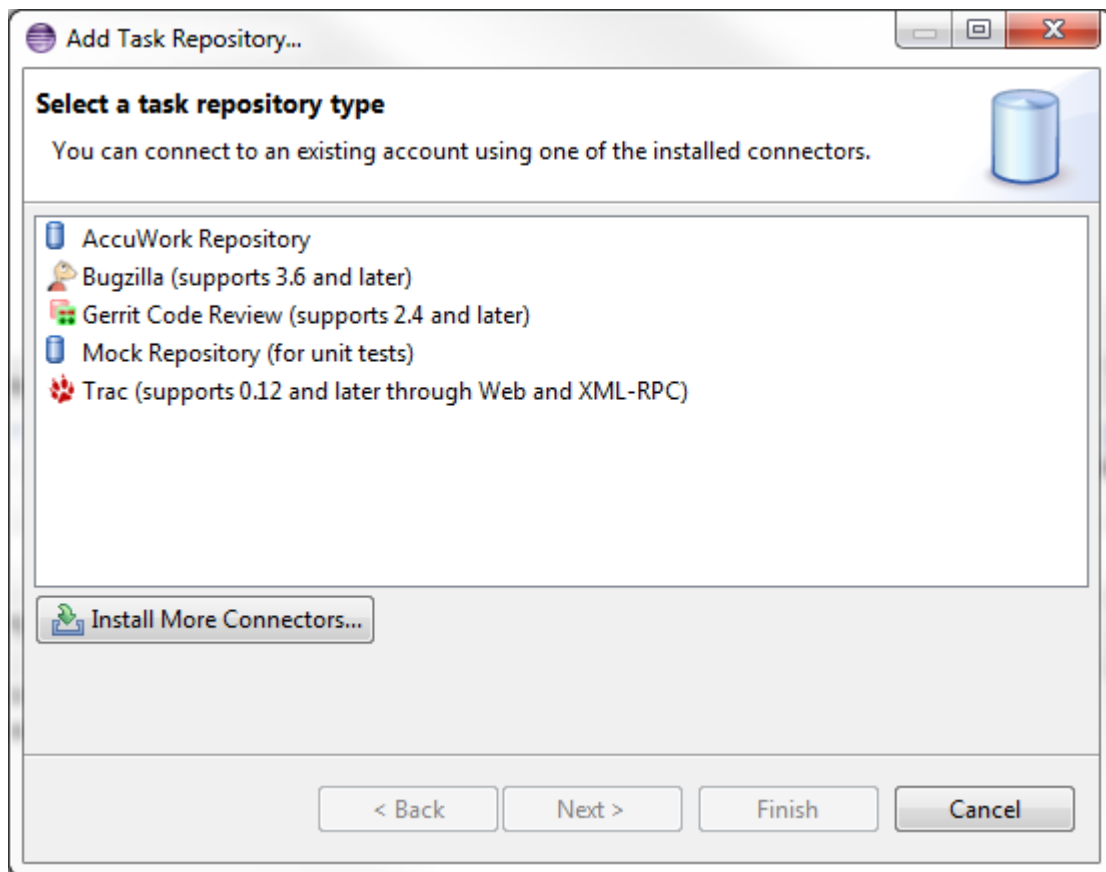 Add Task Repository...
Select a task repository type
You can connect to an existing account using one of the installed connectors.
AccuWork Repository
Bugzilla (supports 3.6 and later)
Gerrit Code Review (supports 2.4 and later)
Mock Repository (for unit tests)
Trac (supports 0.12 and later through Web and XML-RPC)
Install More Connectors...
< Back Next > Finish Cancel